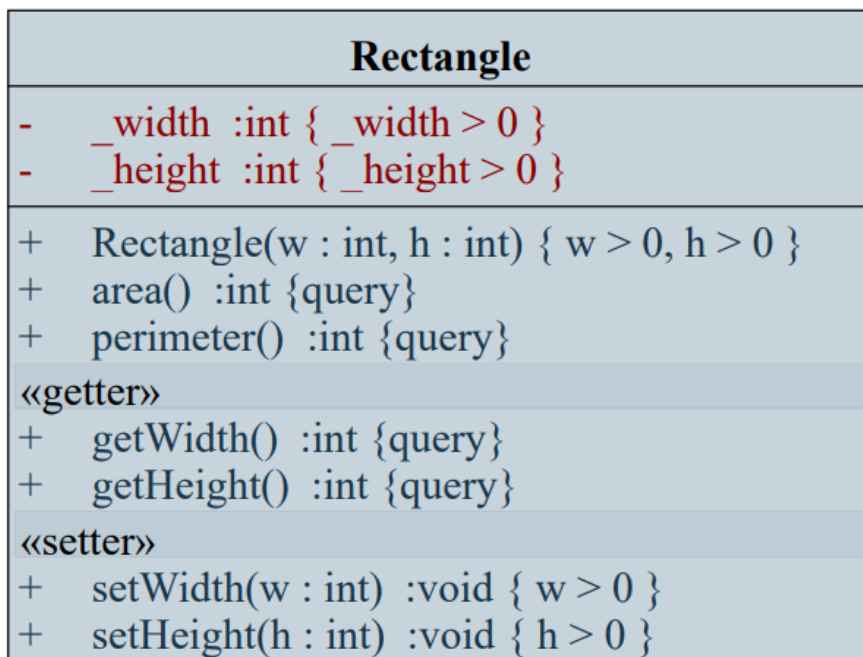 Rectangle
- _width :int { _width > 0 }
- _height :int { _height > 0 }
+ Rectangle(w : int, h : int) { w > 0, h > 0 }
+ area() :int {query}
+ perimeter() :int {query}
«getter»
+ getWidth() :int {query}
+ getHeight() :int {query}
«setter»
+ setWidth(w : int) :void { w > 0 }
+ setHeight(h : int) :void { h > 0 }